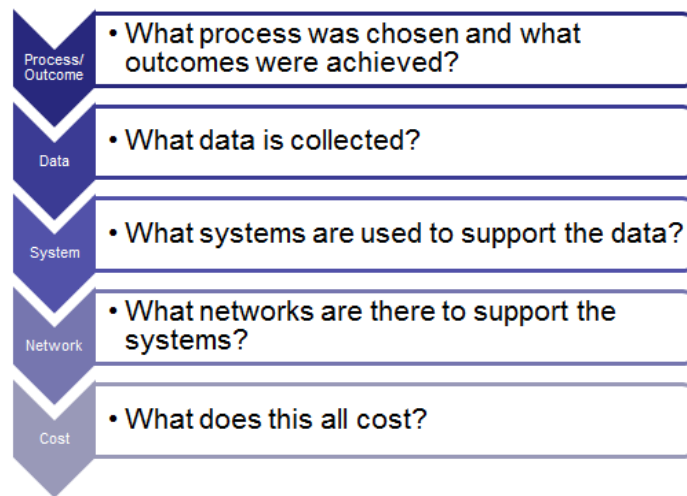 Process/
Outcome
• What process was chosen and what
outcomes were achieved?
Data
• What data is collected?
System
• What systems are used to support the data?
Network
• What networks are there to support the
systems?
Cost
• What does this all cost?